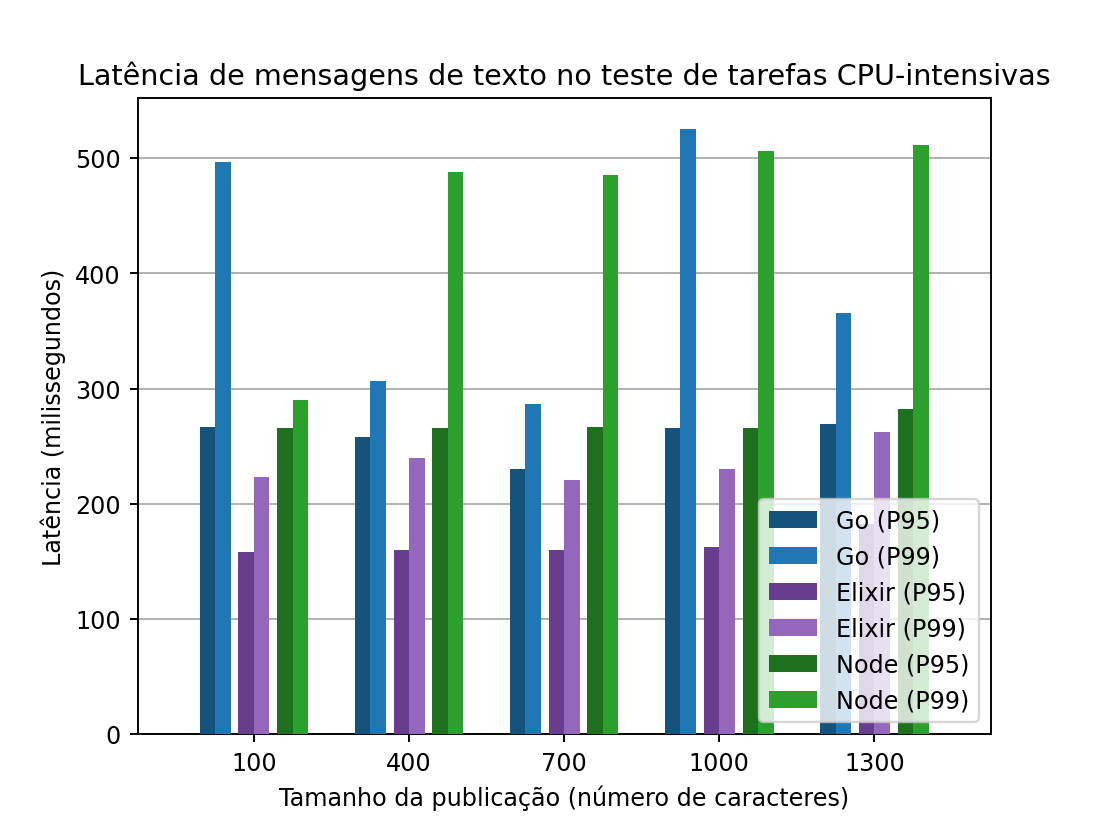 Latência de mensagens de texto no teste de tarefas CPU-intensivas
Latência (milissegundos)
500
400
300
200
100
0
100 400 700 1000 1300
Tamanho da publicação (número de caracteres)
Go (P95)
Go (P99)
Elixir (P95)
Elixir (P99)
Node (P95)
Node (P99)